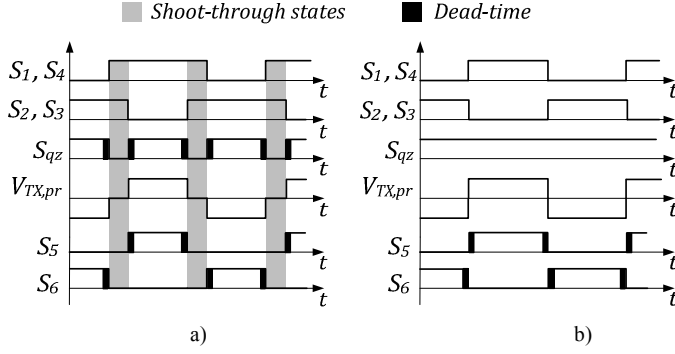 Shoot-through states Dead-time
S1, S4 t S1, S4 t
S2, S3 t S2, S3 t
Sqz t Sqz t
VTX,pr t VTX,pr t
S5 t S5 t
S6 t S6 t
a) b)